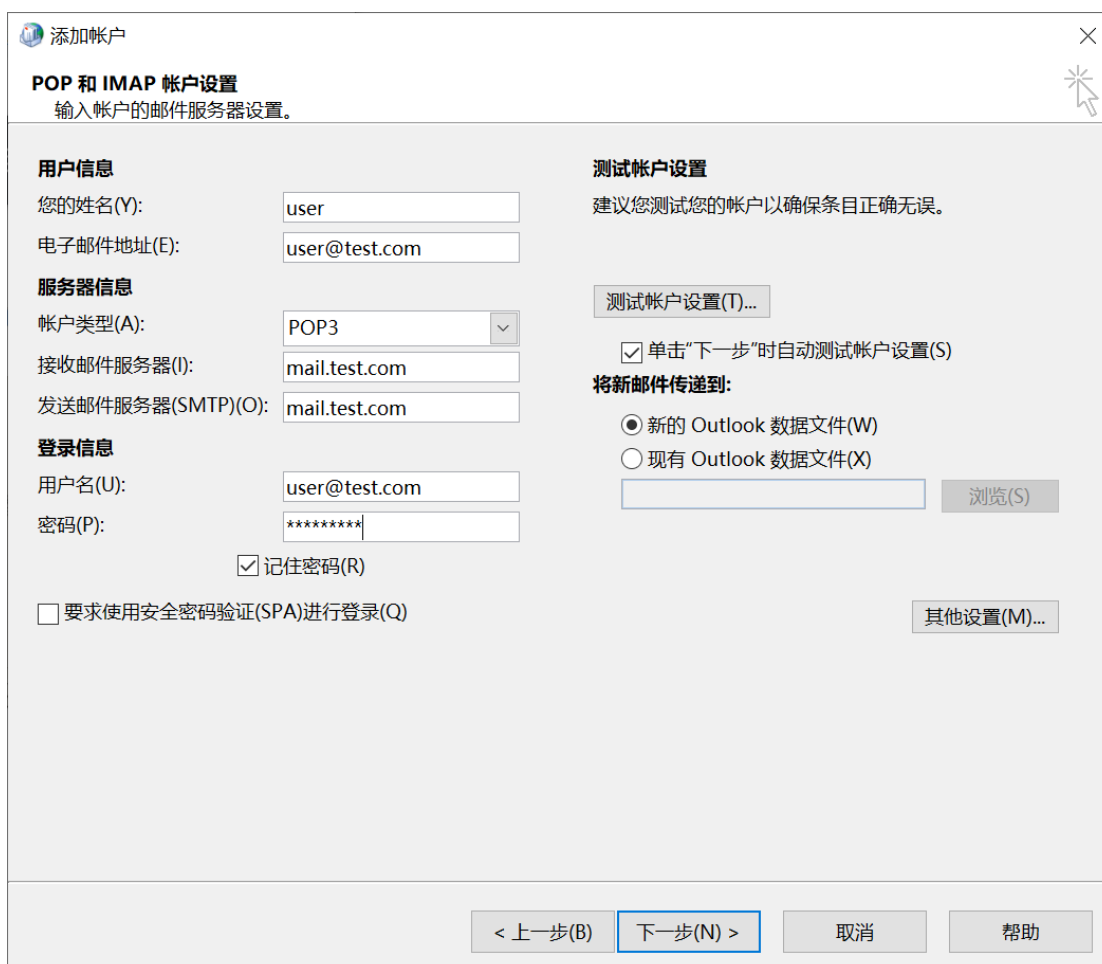 添加帐户
POP 和 IMAP 帐户设置
输入帐户的邮件服务器设置。
用户信息
您的姓名(Y):
user
电子邮件地址(E):
user@test.com
服务器信息
帐户类型(A):
POP3
接收邮件服务器(I):
mail.test.com
发送邮件服务器(SMTP)(O):
mail.test.com
登录信息
用户名(U):
user@test.com
密码(P):
*********
记住密码(R)
要求使用安全密码验证(SPA)进行登录(Q)
测试帐户设置
建议您测试您的帐户以确保条目正确无误。
测试帐户设置(T)...
单击“下一步”时自动测试帐户设置(S)
将新邮件传递到:
新的 Outlook 数据文件(W)
现有 Outlook 数据文件(X)
浏览(S)
其他设置(M)...
< 上一步(B)
下一步(N) >
取消
帮助